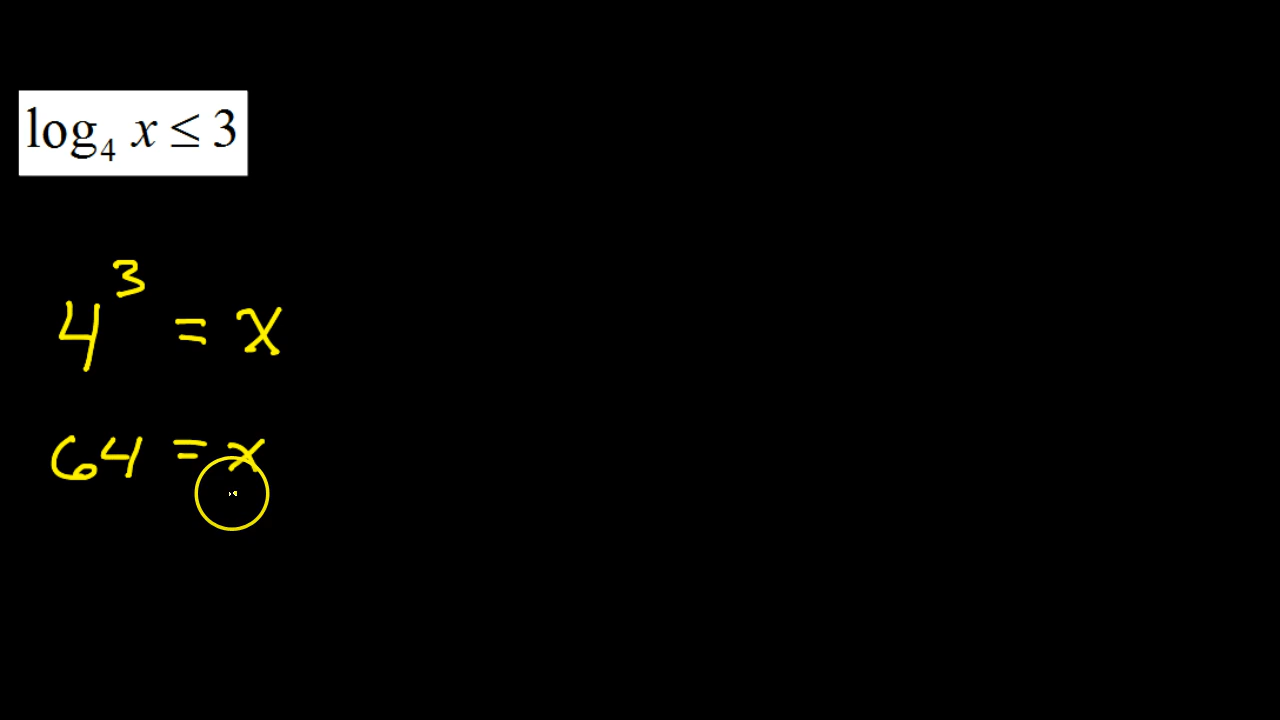 log₄ x ≤ 3
4³ = x
64 = x